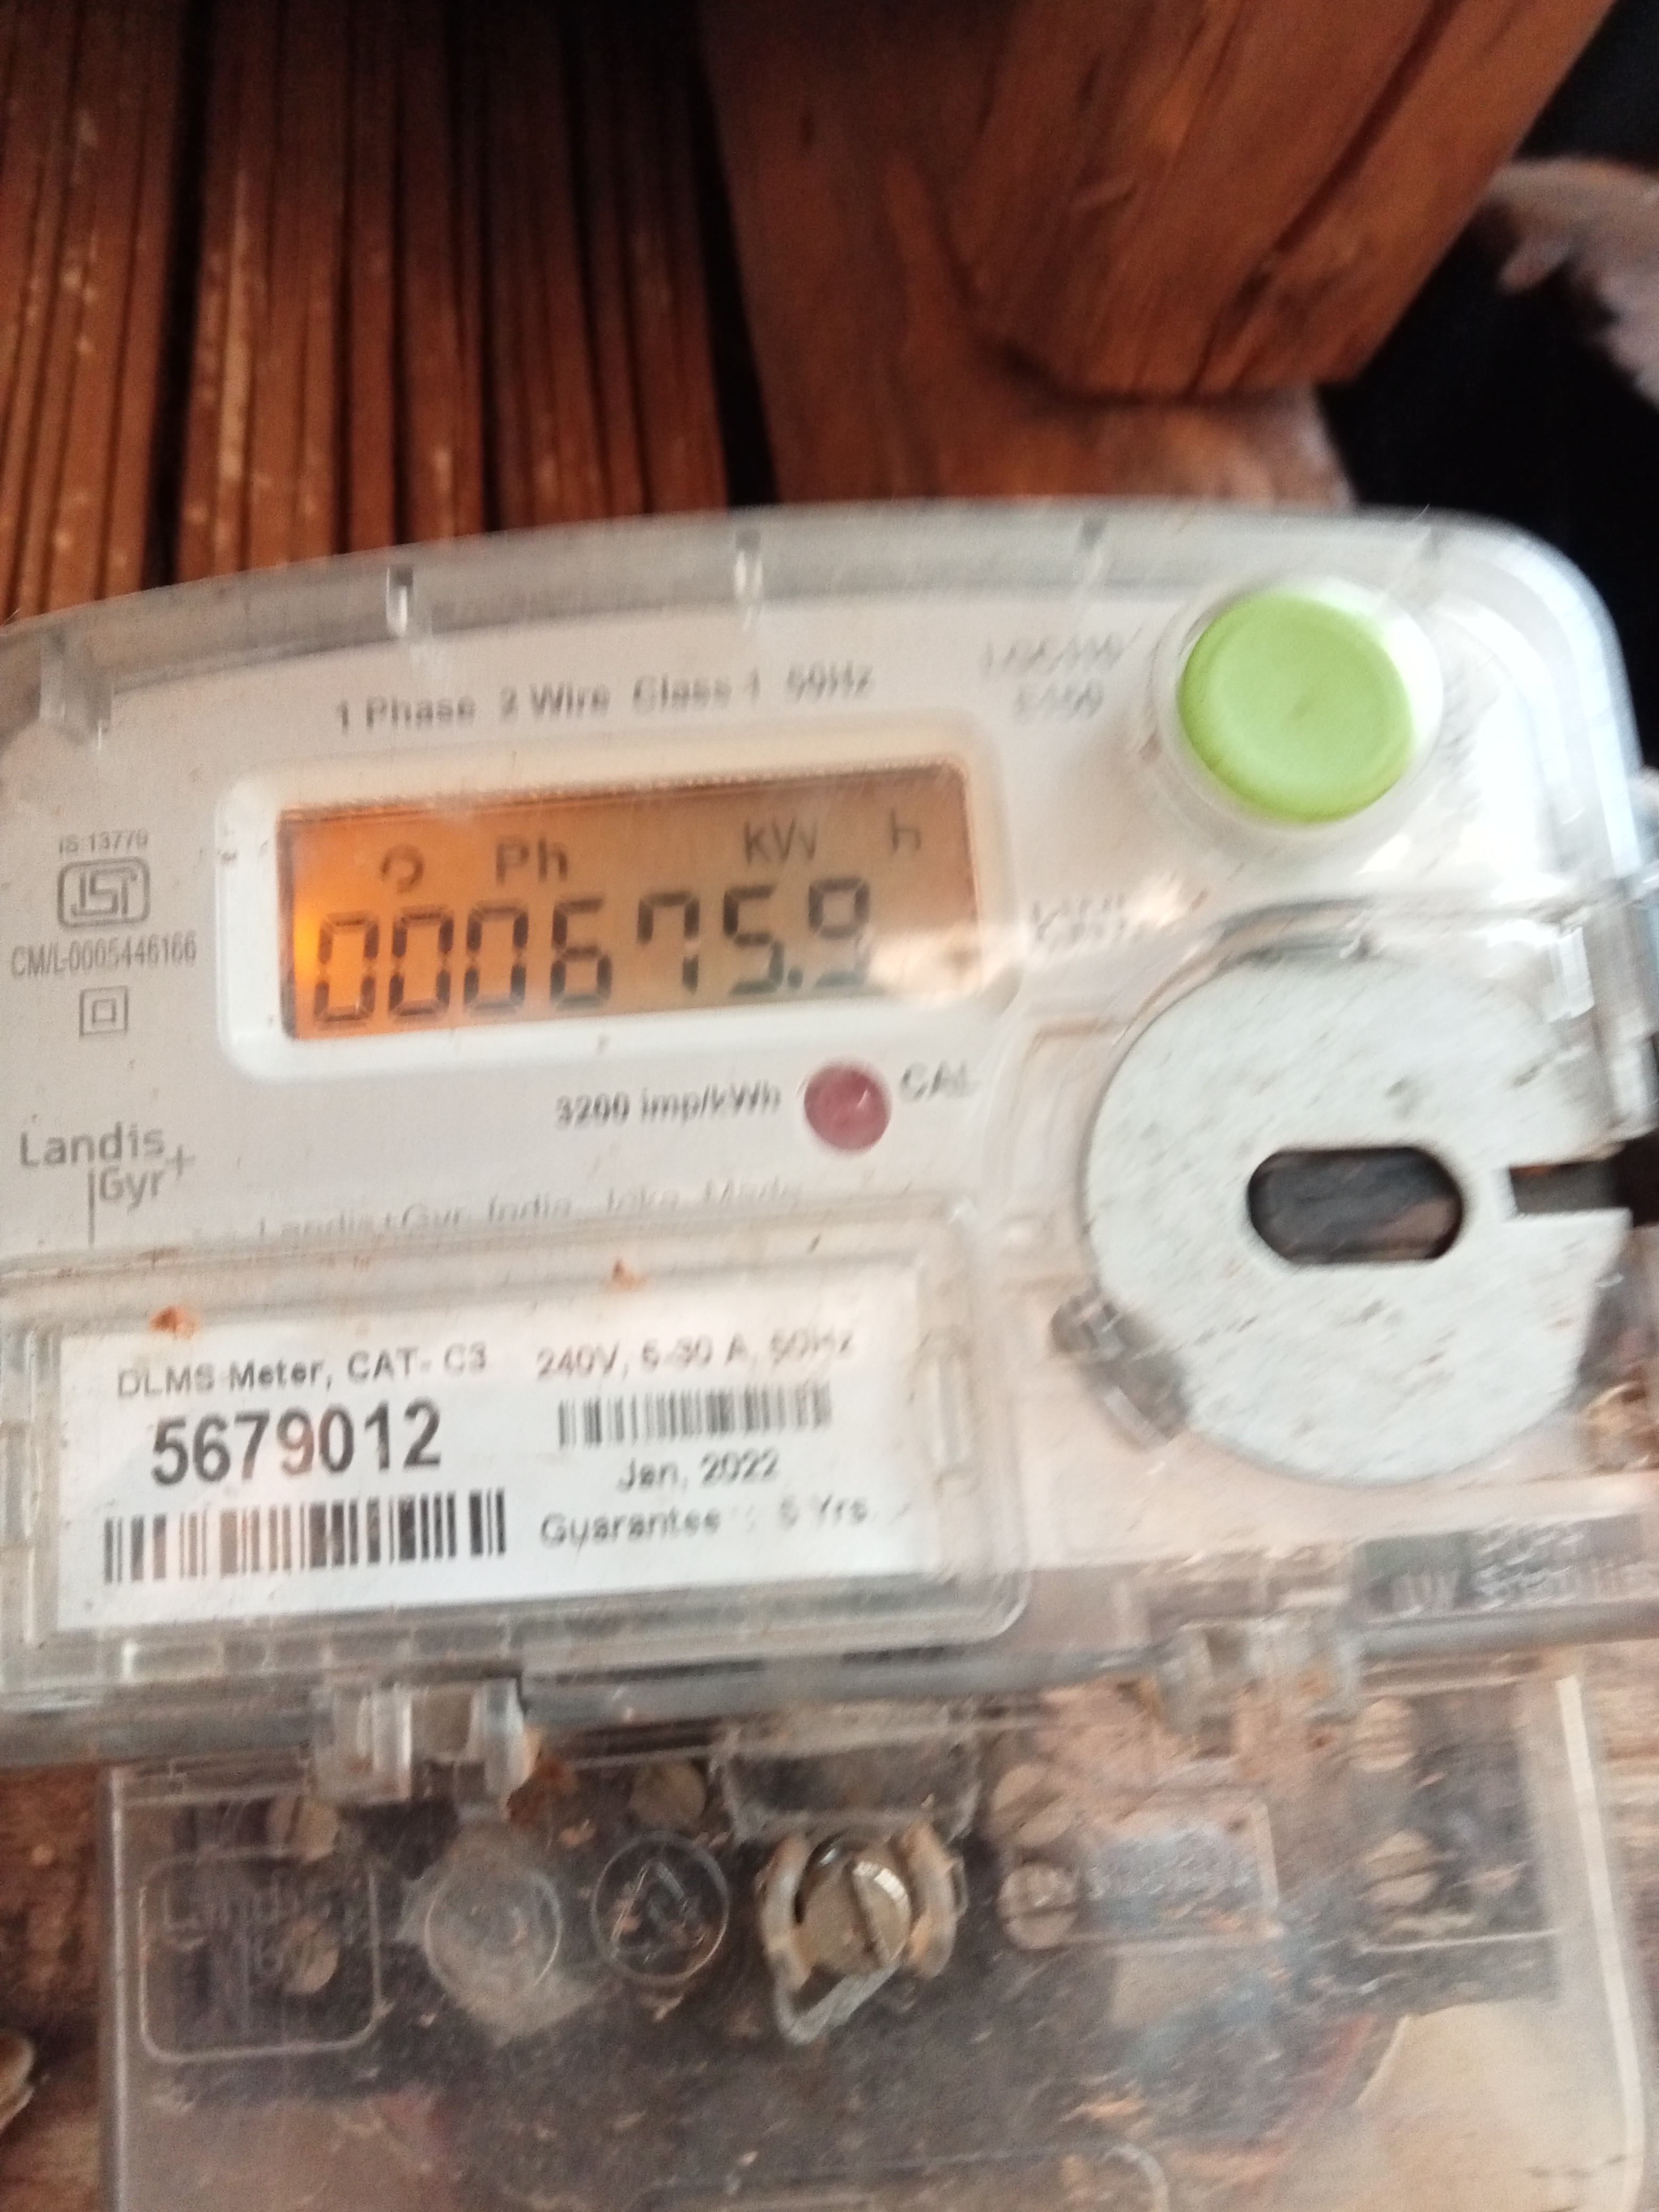 1 Phase 2 Wire Class 1 50Hz
IS:13779
ISI
CM/L-0005446166
Ph kW h
000675.9
3200 imp/kWh CAL
Landis
Gyr+
DLMS Meter, CAT- C3 240V, 5-30 A, 50Hz
5679012
Jan, 2022
Guarantee : 5 Yrs.